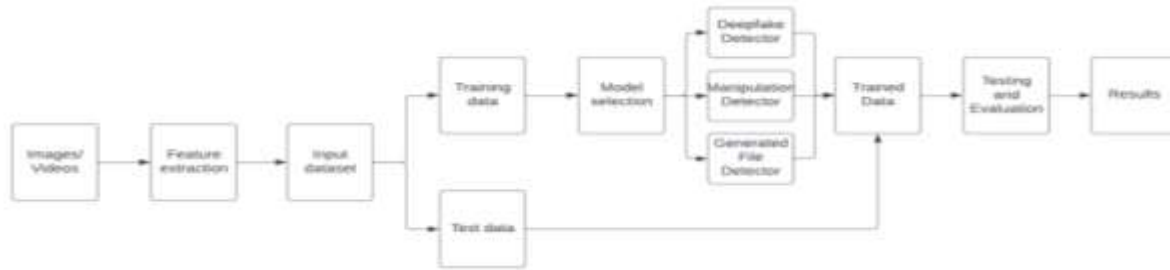 Images/
Videos
Feature
extraction
Input
dataset
Training
data
Test data
Model
selection
Deepfake
Detector
Manipulation
Detector
Generated
File
Detector
Trained
Data
Testing
and
Evaluation
Results